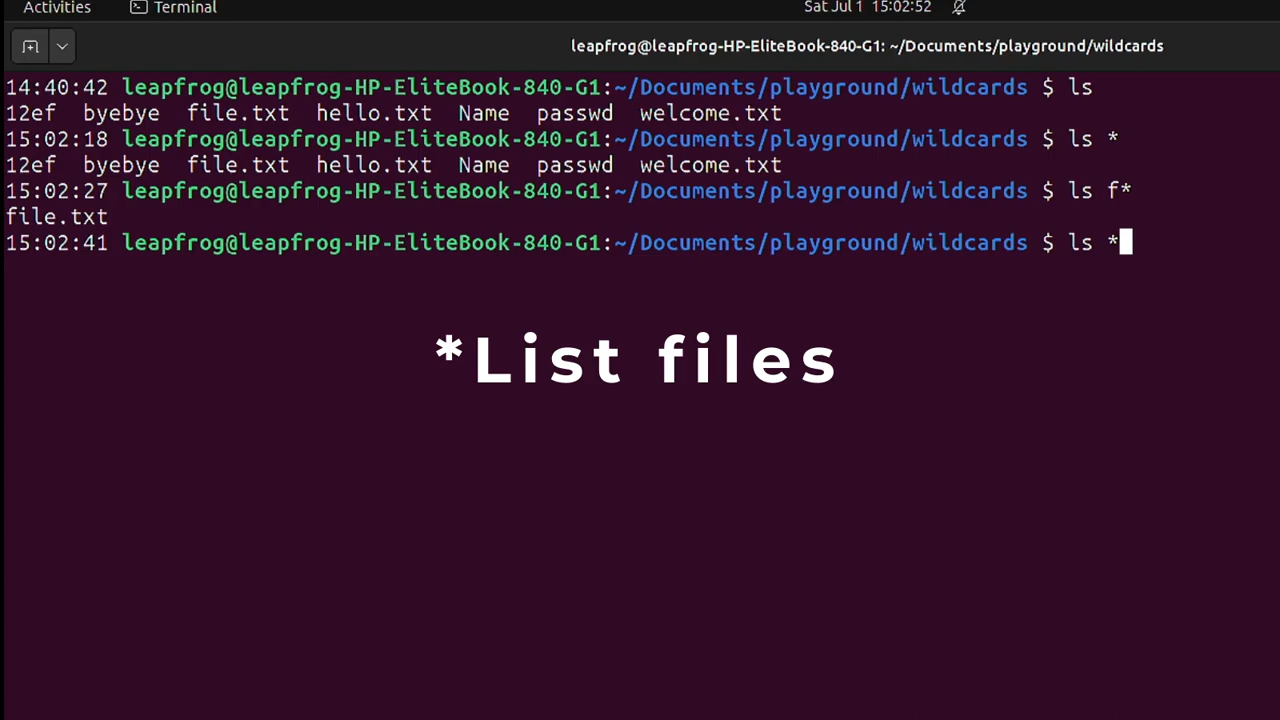 Activities Terminal Sat Jul 1 15:02:52
leapfrog@leapfrog-HP-EliteBook-840-G1: ~/Documents/playground/wildcards
14:40:42 leapfrog@leapfrog-HP-EliteBook-840-G1:~/Documents/playground/wildcards $ ls
12ef byebye file.txt hello.txt Name passwd welcome.txt
15:02:18 leapfrog@leapfrog-HP-EliteBook-840-G1:~/Documents/playground/wildcards $ ls *
12ef byebye file.txt hello.txt Name passwd welcome.txt
15:02:27 leapfrog@leapfrog-HP-EliteBook-840-G1:~/Documents/playground/wildcards $ ls f*
file.txt
15:02:41 leapfrog@leapfrog-HP-EliteBook-840-G1:~/Documents/playground/wildcards $ ls *
*List files